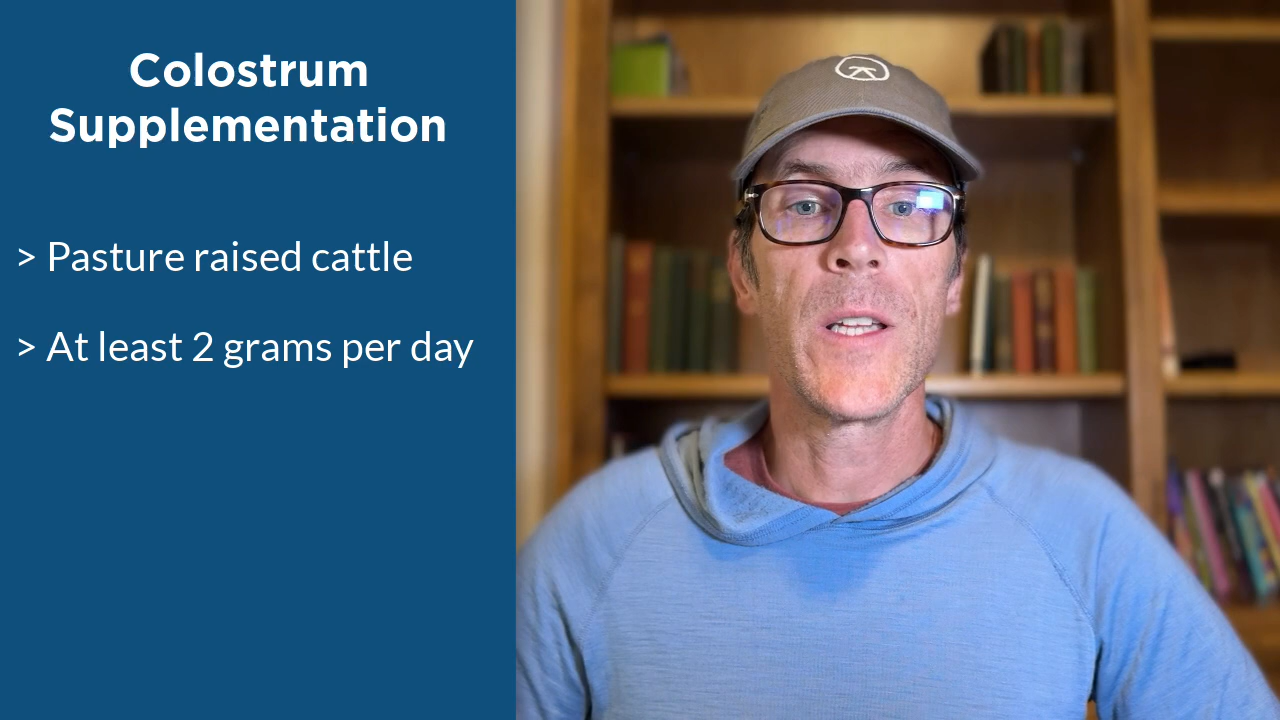 Colostrum
Supplementation
> Pasture raised cattle
> At least 2 grams per day